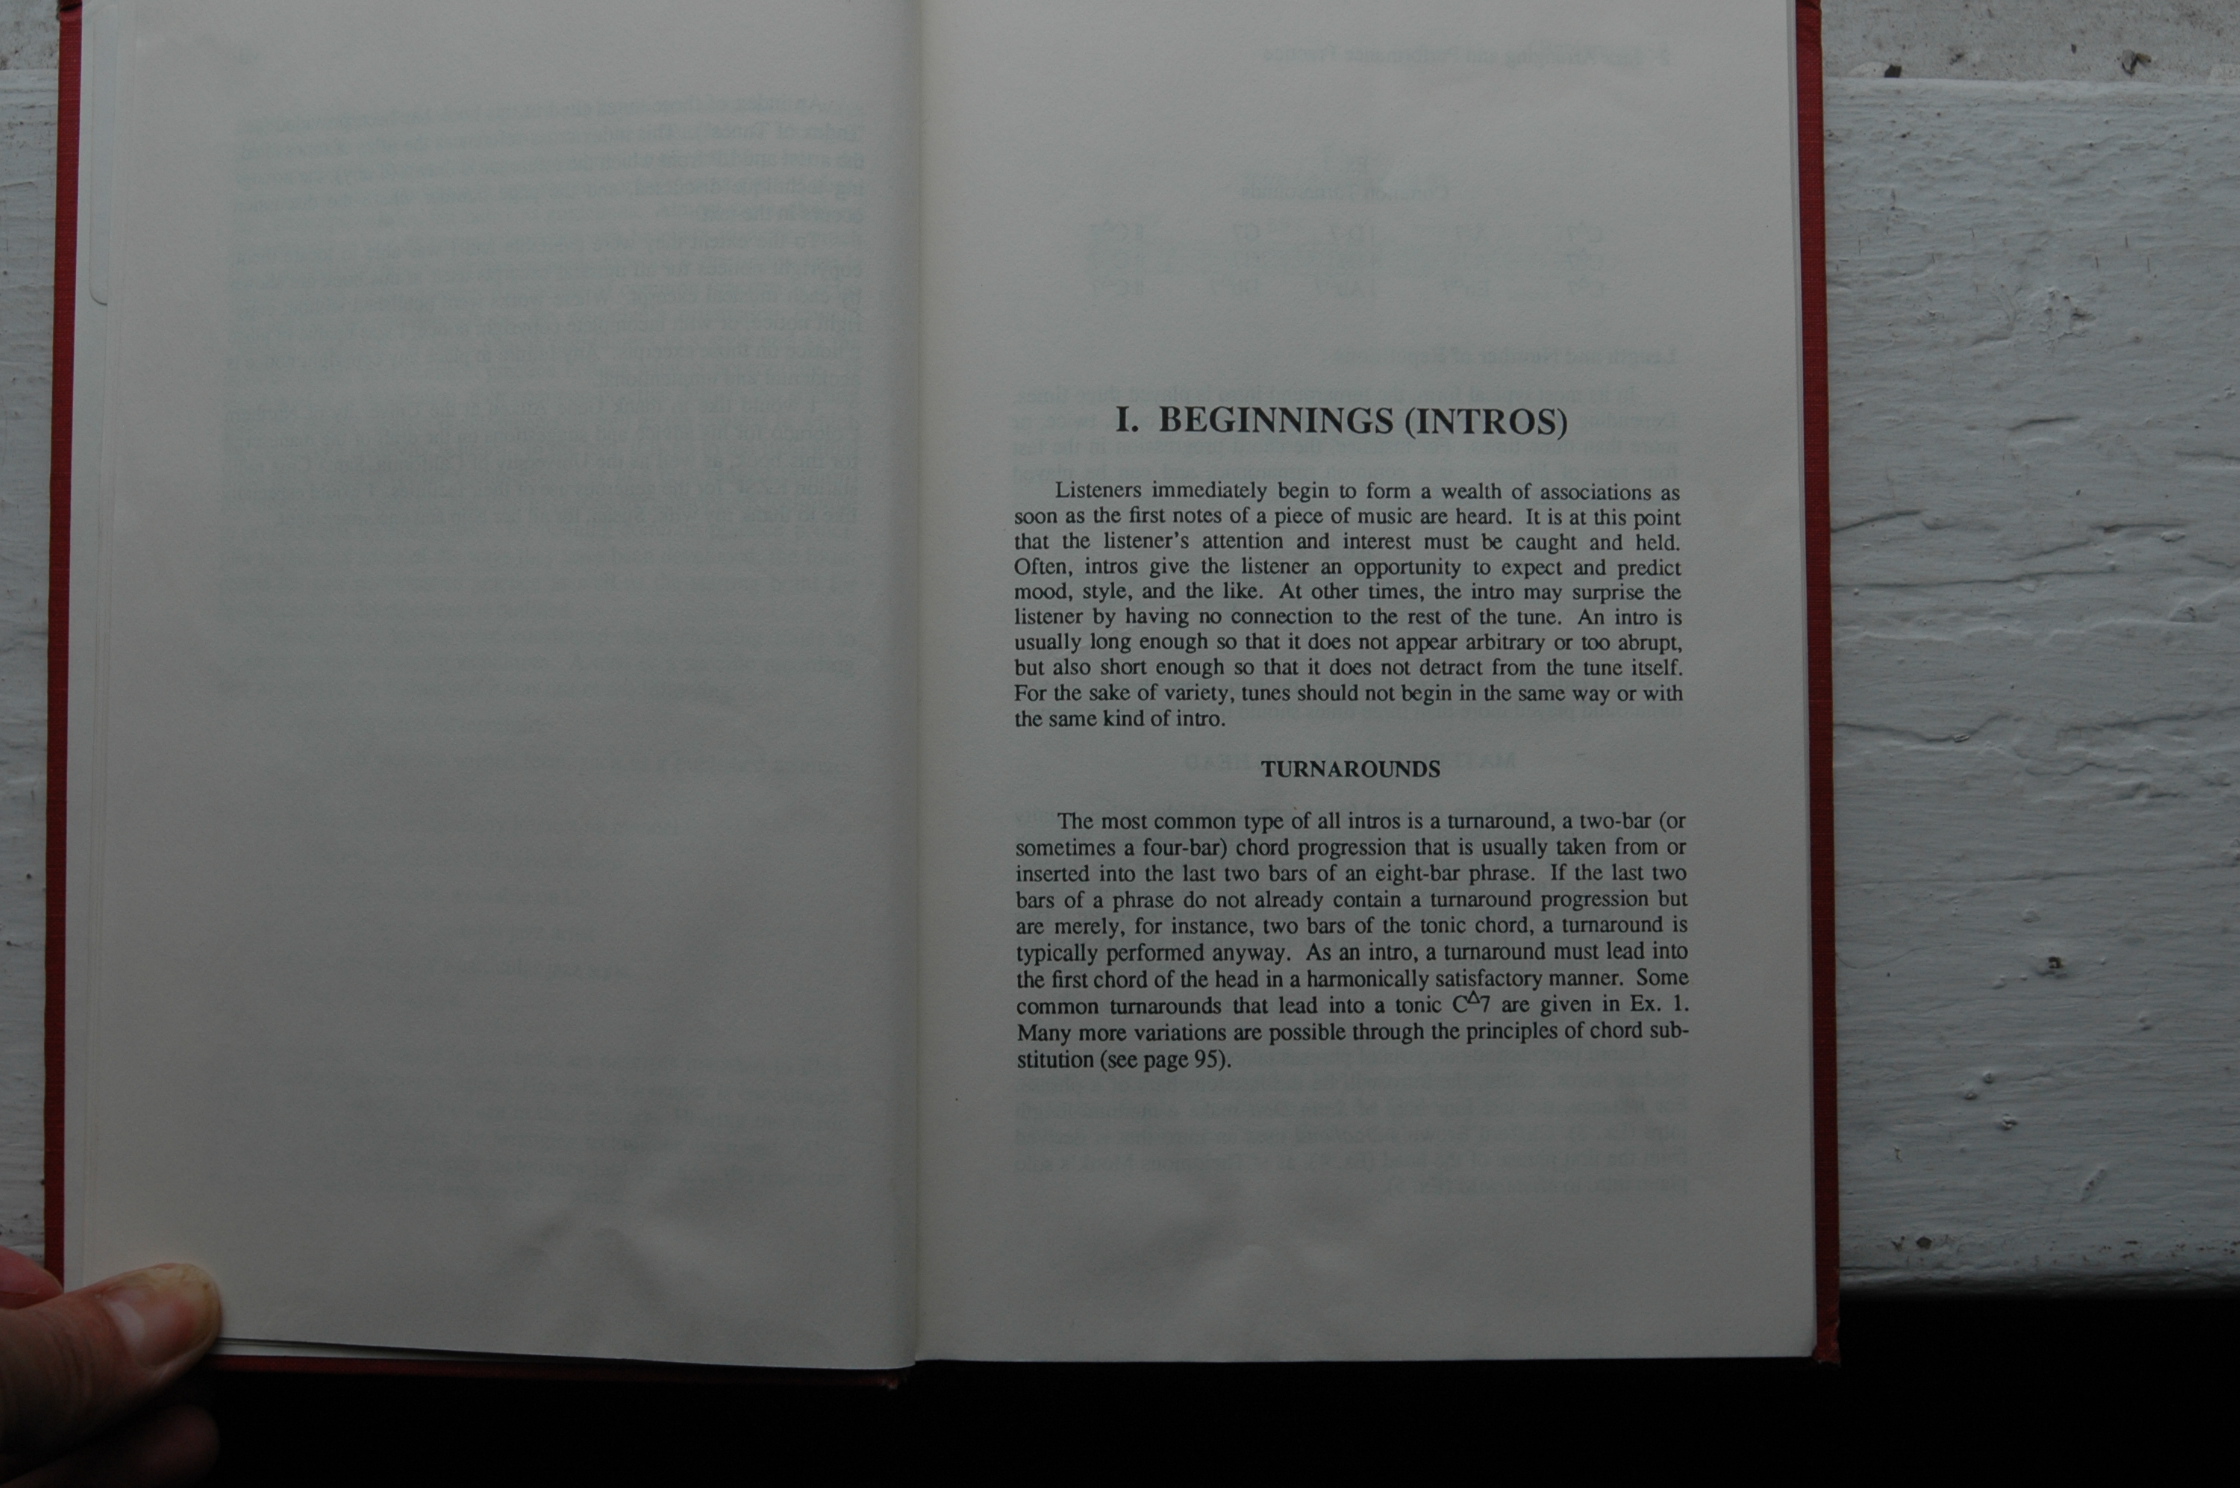 I. BEGINNINGS (INTROS)
Listeners immediately begin to form a wealth of associations as
soon as the first notes of a piece of music are heard. It is at this point
that the listener's attention and interest must be caught and held.
Often, intros give the listener an opportunity to expect and predict
mood, style, and the like. At other times, the intro may surprise the
listener by having no connection to the rest of the tune. An intro is
usually long enough so that it does not appear arbitrary or too abrupt,
but also short enough so that it does not detract from the tune itself.
For the sake of variety, tunes should not begin in the same way or with
the same kind of intro.
TURNAROUNDS
The most common type of all intros is a turnaround, a two-bar (or
sometimes a four-bar) chord progression that is usually taken from or
inserted into the last two bars of an eight-bar phrase. If the last two
bars of a phrase do not already contain a turnaround progression but
are merely, for instance, two bars of the tonic chord, a turnaround is
typically performed anyway. As an intro, a turnaround must lead into
the first chord of the head in a harmonically satisfactory manner. Some
common turnarounds that lead into a tonic C△7 are given in Ex. 1.
Many more variations are possible through the principles of chord sub-
stitution (see page 95).